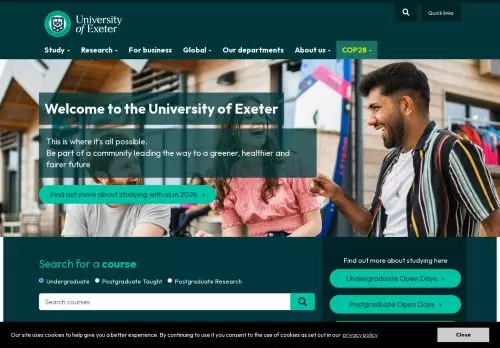 University
of Exeter
Quick links
Study
Research
For business
Global
Our departments
About us
COP28
Welcome to the University of Exeter
This is where it's all possible.
Be part of a community leading the way to a greener, healthier and
fairer future
Find out more about studying with us in 2026 ›
Search for a course
Undergraduate
Postgraduate Taught
Postgraduate Research
Search courses
Find out more about studying here
Undergraduate Open Days ›
Postgraduate Open Days ›
Our site uses cookies to help give you a better experience. By continuing to use it you consent to the use of cookies as set out in our privacy policy
Close